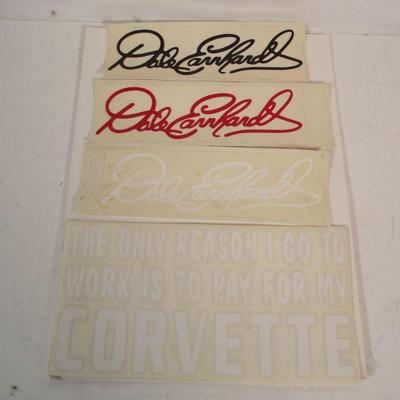 Dale Earnhardt
Dale Earnhardt
Dale Earnhardt
THE ONLY REASON I GO TO
WORK IS TO PAY FOR MY
CORVETTE